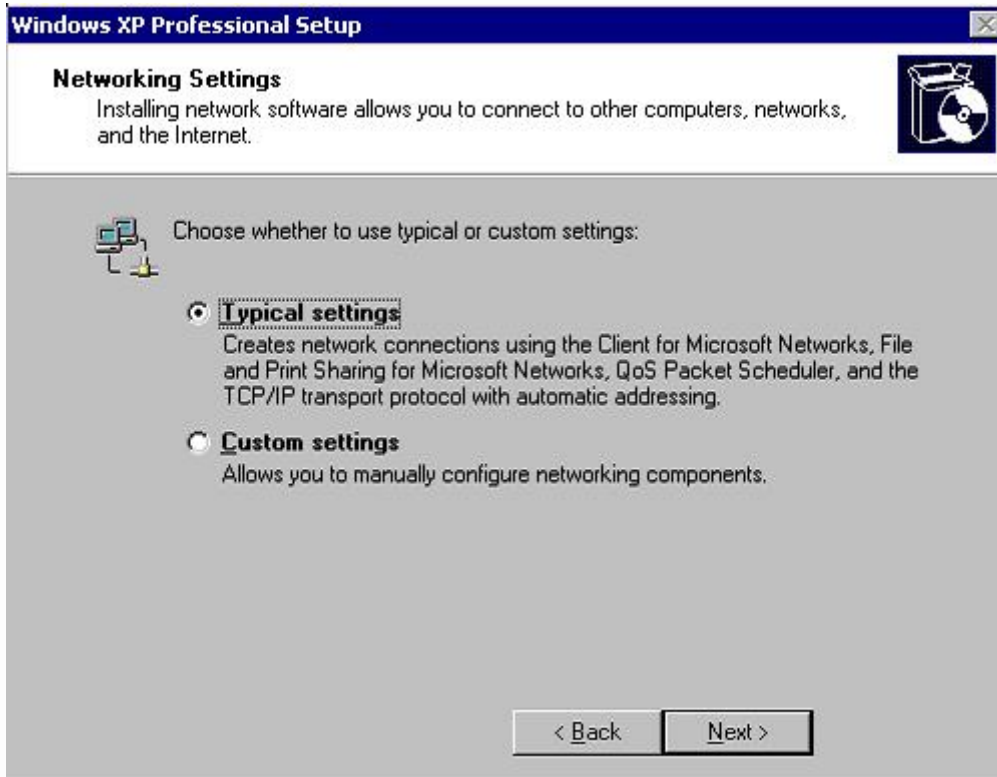 Windows XP Professional Setup
Networking Settings
Installing network software allows you to connect to other computers, networks,
and the Internet.
Choose whether to use typical or custom settings:
Typical settings
Creates network connections using the Client for Microsoft Networks, File
and Print Sharing for Microsoft Networks, QoS Packet Scheduler, and the
TCP/IP transport protocol with automatic addressing.
Custom settings
Allows you to manually configure networking components.
< Back Next >